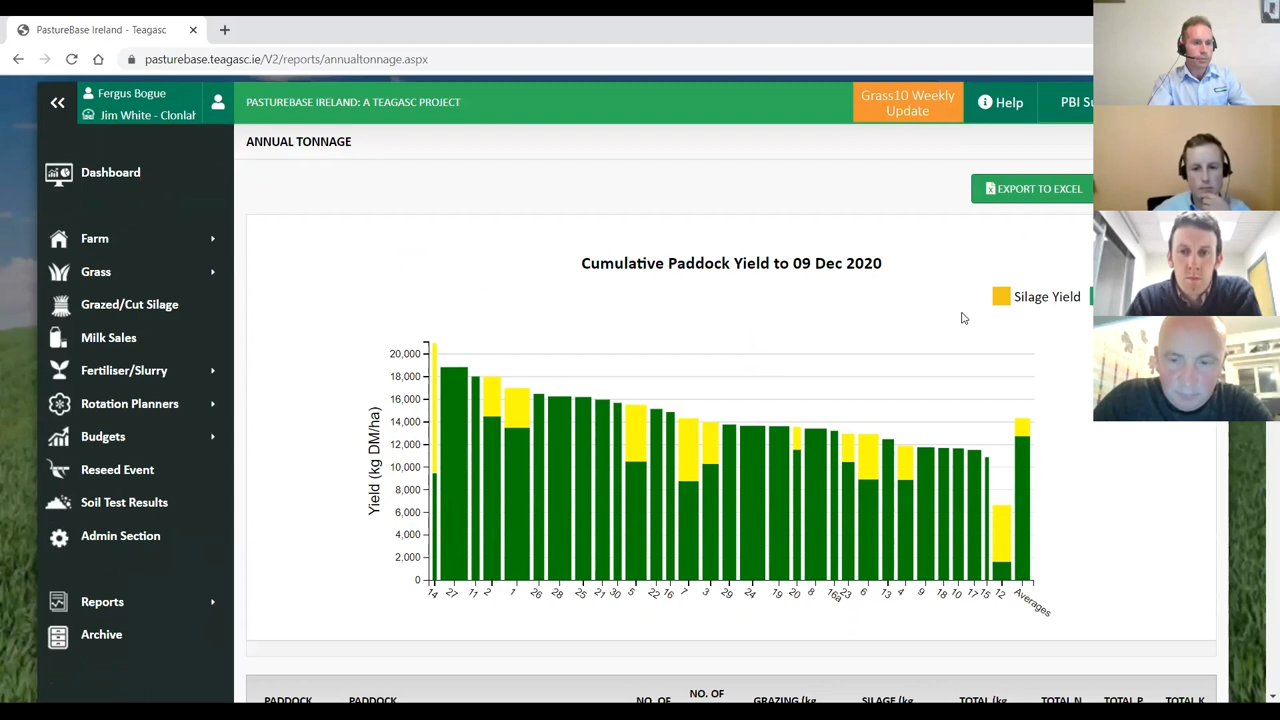 PastureBase Ireland - Teagasc
pasturebase.teagasc.ie/V2/reports/annualtonnage.aspx
Fergus Bogue
Jim White - Clonlah
PASTUREBASE IRELAND: A TEAGASC PROJECT
Grass10 Weekly
Update
Help
PBI Su
ANNUAL TONNAGE
Dashboard
Farm
Grass
Grazed/Cut Silage
Milk Sales
Fertiliser/Slurry
Rotation Planners
Budgets
Reseed Event
Soil Test Results
Admin Section
Reports
Archive
EXPORT TO EXCEL
Cumulative Paddock Yield to 09 Dec 2020
Silage Yield
Yield (kg DM/ha)
20,000
18,000
16,000
14,000
12,000
10,000
8,000
6,000
4,000
2,000
0
14 27 11 2 1 26 28 25 21 30 5 22 16 7 3 29 24 19 20 8 16a 23 6 13 4 9 18 10 17 15 12 Averages
NO. OF
PADDOCK PADDOCK NO. OF GRAZING (kg SILAGE (kg TOTAL (kg TOTAL N TOTAL P TOTAL K